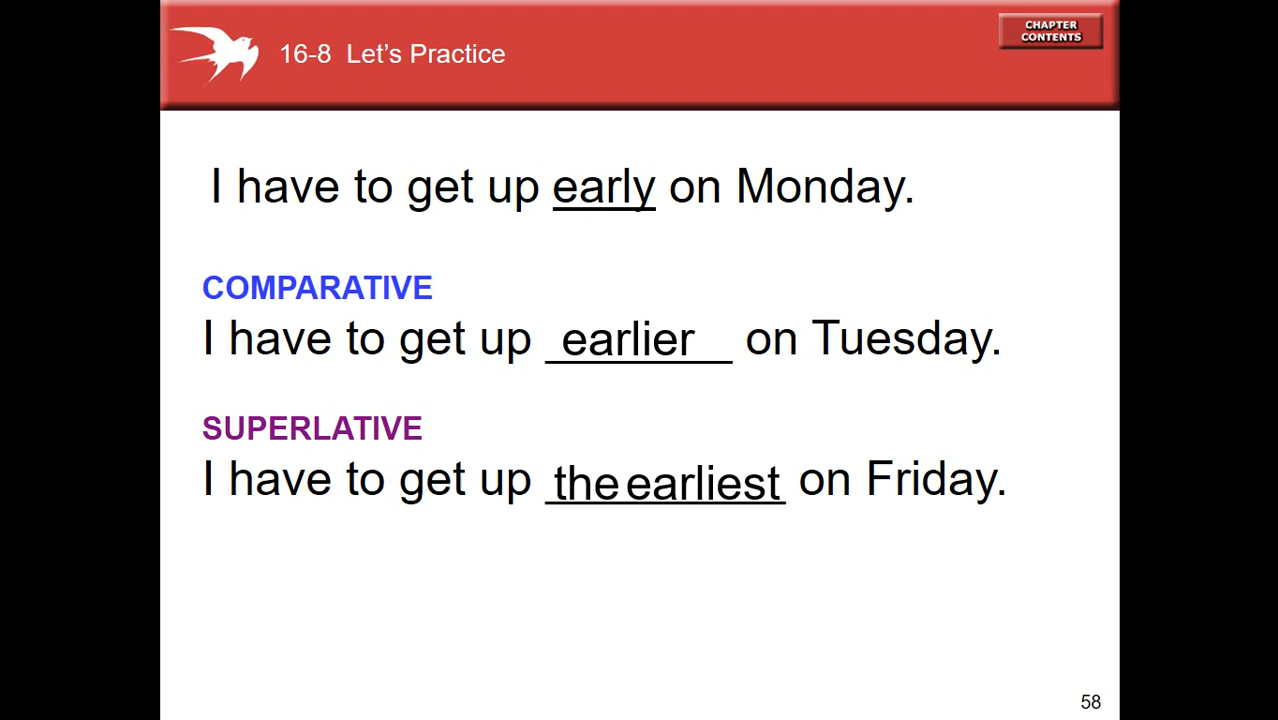 CHAPTER
CONTENTS
16-8 Let’s Practice
I have to get up early on Monday.
COMPARATIVE
I have to get up earlier on Tuesday.
SUPERLATIVE
I have to get up the earliest on Friday.
58